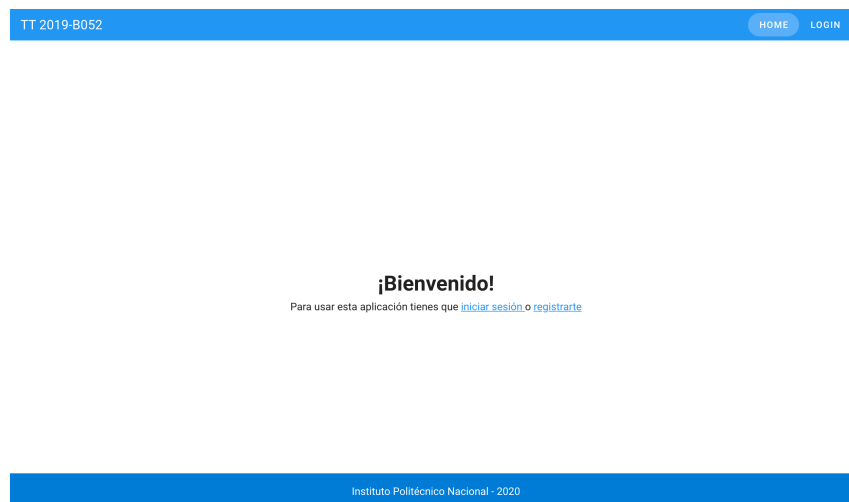 TT 2019-B052
HOME
LOGIN
¡Bienvenido!
Para usar esta aplicación tienes que iniciar sesión o registrarte
Instituto Politécnico Nacional - 2020